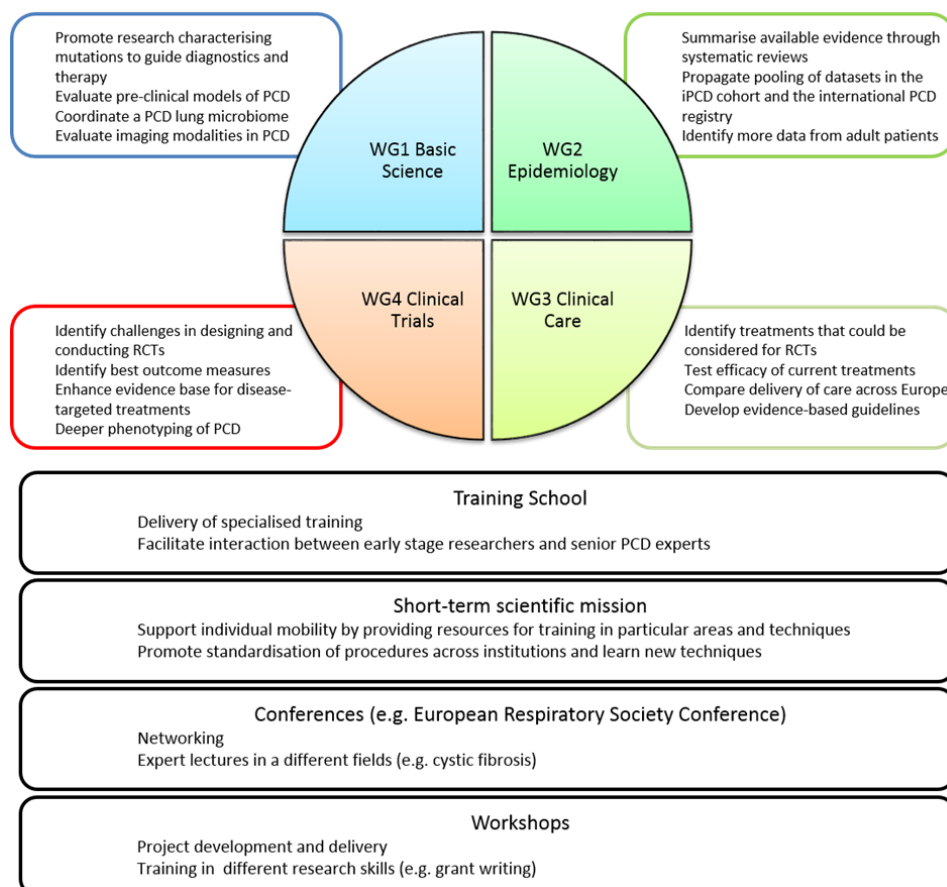 Promote research characterising
mutations to guide diagnostics and
therapy
Evaluate pre-clinical models of PCD
Coordinate a PCD lung microbiome
Evaluate imaging modalities in PCD
Summarise available evidence through
systematic reviews
Propagate pooling of datasets in the
iPCD cohort and the international PCD
registry
Identify more data from adult patients
WG1 Basic
Science
WG2
Epidemiology
WG4 Clinical
Trials
WG3 Clinical
Care
Identify challenges in designing and
conducting RCTs
Identify best outcome measures
Enhance evidence base for disease-
targeted treatments
Deeper phenotyping of PCD
Identify treatments that could be
considered for RCTs
Test efficacy of current treatments
Compare delivery of care across Europe
Develop evidence-based guidelines
Training School
Delivery of specialised training
Facilitate interaction between early stage researchers and senior PCD experts
Short-term scientific mission
Support individual mobility by providing resources for training in particular areas and techniques
Promote standardisation of procedures across institutions and learn new techniques
Conferences (e.g. European Respiratory Society Conference)
Networking
Expert lectures in a different fields (e.g. cystic fibrosis)
Workshops
Project development and delivery
Training in different research skills (e.g. grant writing)